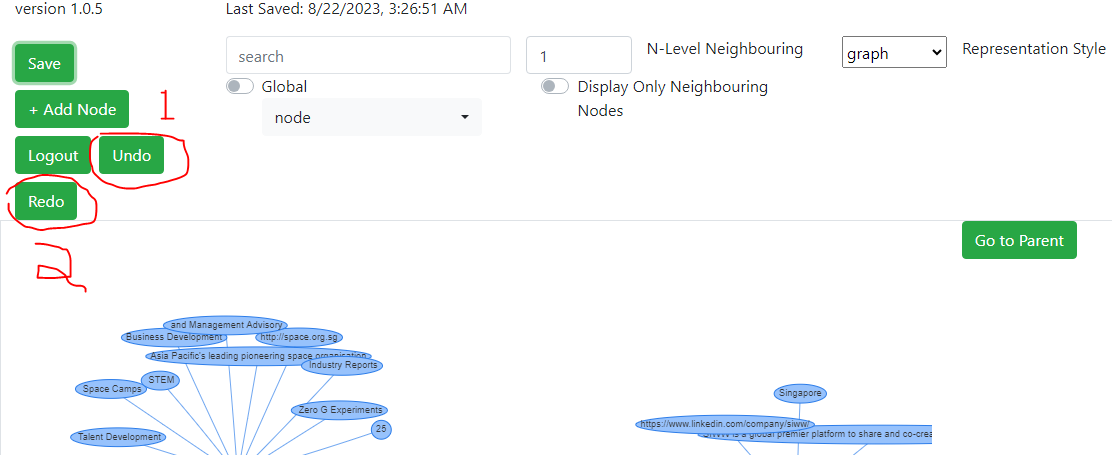 version 1.0.5 Last Saved: 8/22/2023, 3:26:51 AM
Save search 1 N-Level Neighbouring graph Representation Style
Global Display Only Neighbouring
Nodes
+ Add Node 1 node
Logout Undo
Redo
2
Go to Parent
and Management Advisory
Business Development http://space.org.sg
Asia Pacific's leading pioneering space organisation
Industry Reports
STEM
Space Camps
Singapore
Zero G Experiments
https://www.linkedin.com/company/siww/
25
Talent Development
SIWW is a global premier platform to share and co-crea